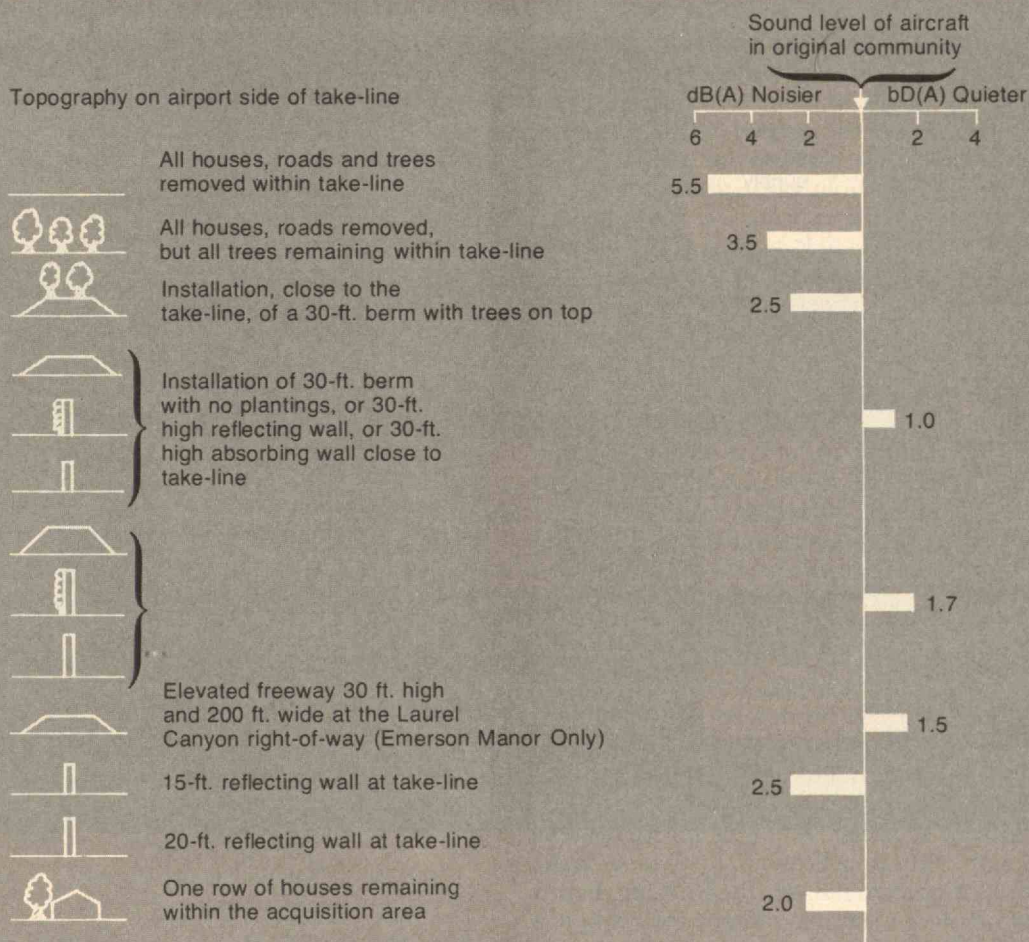 Sound level of aircraft
in original community
Topography on airport side of take-line
dB(A) Noisier
bD(A) Quieter
6 4 2 2 4
All houses, roads and trees
removed within take-line
5.5
All houses, roads removed,
but all trees remaining within take-line
3.5
Installation, close to the
take-line, of a 30-ft. berm with trees on top
2.5
Installation of 30-ft. berm
with no plantings, or 30-ft.
high reflecting wall, or 30-ft.
high absorbing wall close to
take-line
1.0
1.7
Elevated freeway 30 ft. high
and 200 ft. wide at the Laurel
Canyon right-of-way (Emerson Manor Only)
1.5
15-ft. reflecting wall at take-line
2.5
20-ft. reflecting wall at take-line
One row of houses remaining
within the acquisition area
2.0